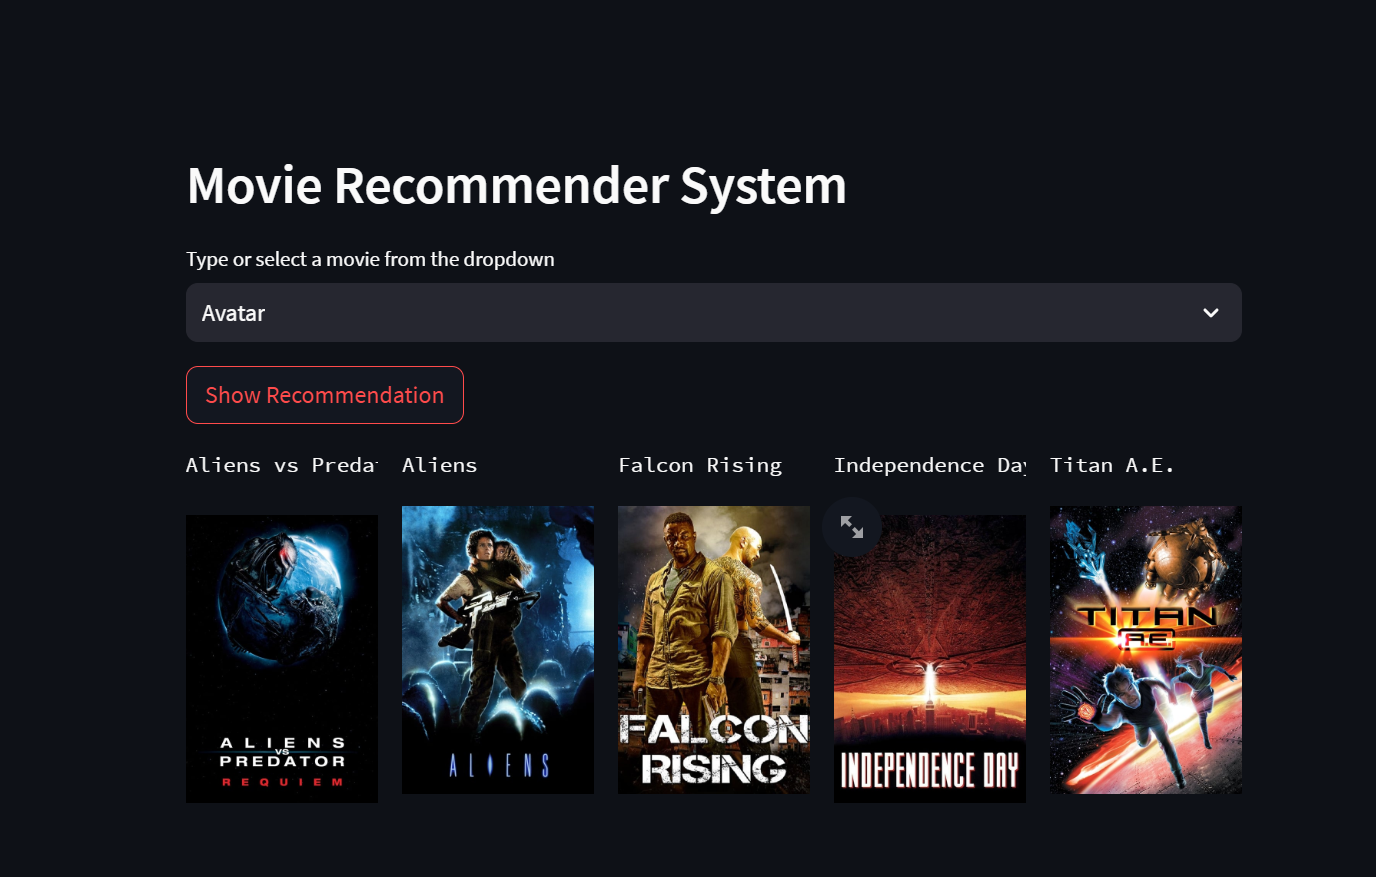 Movie Recommender System
Type or select a movie from the dropdown
Avatar
Show Recommendation
Aliens vs Preda
Aliens
Falcon Rising
Independence Day
Titan A.E.
ALIENS
VS
PREDATOR
REQUIEM
ALIENS
FALCON
RISING
INDEPENDENCE DAY
TITAN
A.E.